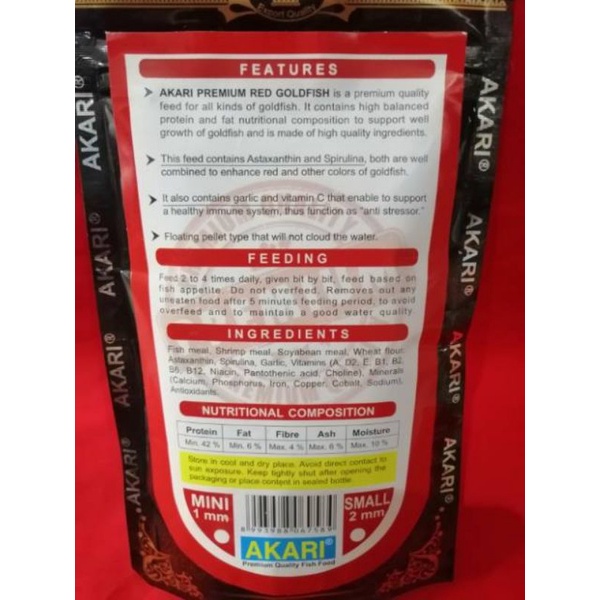 Export Quality
FEATURES
AKARI PREMIUM RED GOLDFISH is a premium quality
feed for all kinds of goldfish. It contains high balanced
protein and fat nutritional composition to support well
growth of goldfish and is made of high quality ingredients.
This feed contains Astaxanthin and Spirulina, both are well
combined to enhance red and other colors of goldfish.
It also contains garlic and vitamin C that enable to support
a healthy immune system, thus function as "anti stressor."
Floating pellet type that will not cloud the water.
FEEDING
Feed 2 to 4 times daily, given bit by bit, feed based on
fish appetite. Do not overfeed. Removes out any
uneaten food after 5 minutes feeding period, to avoid
overfeed and to maintain a good water quality
INGREDIENTS
Fish meal, Shrimp meal, Soyabean meal, Wheat flour,
Astaxanthin, Spirulina, Garlic, Vitamins (A, D2, E, B1, B2,
B6, B12, Niacin, Pantothenic acid, Choline), Minerals
(Calcium, Phosphorus, Iron, Copper, Cobalt, Sodium),
Antioxidants.
NUTRITIONAL COMPOSITION
Protein Fat Fibre Ash Moisture
Min. 42 % Min. 6 % Max. 4 % Max. 8 % Max. 10 %
Store in cool and dry place. Avoid direct contact to
sun exposure. Keep tightly shut after opening the
packaging or place content in sealed bottle.
MINI
1 mm
SMALL
2 mm
8 993988 067589
AKARI®
Premium Quality Fish Food
AKARI®
AKARI®
AKARI®
AKARI®
AKARI®
AKARI®
AKARI®
AKARI®